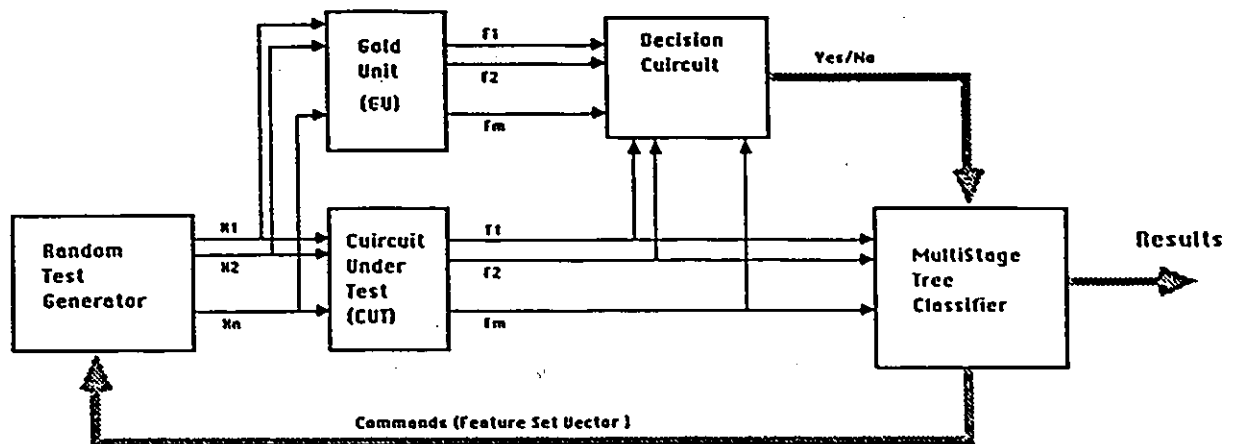 Gold
Unit
(GU)
f1
f2
fm
Decision
Cuircuit
Yes/No
Random
Test
Generator
X1
X2
Xn
Cuircuit
Under
Test
(CUT)
f1
f2
fm
MultiStage
Tree
Classifier
Results
Commands (Feature Set Vector )